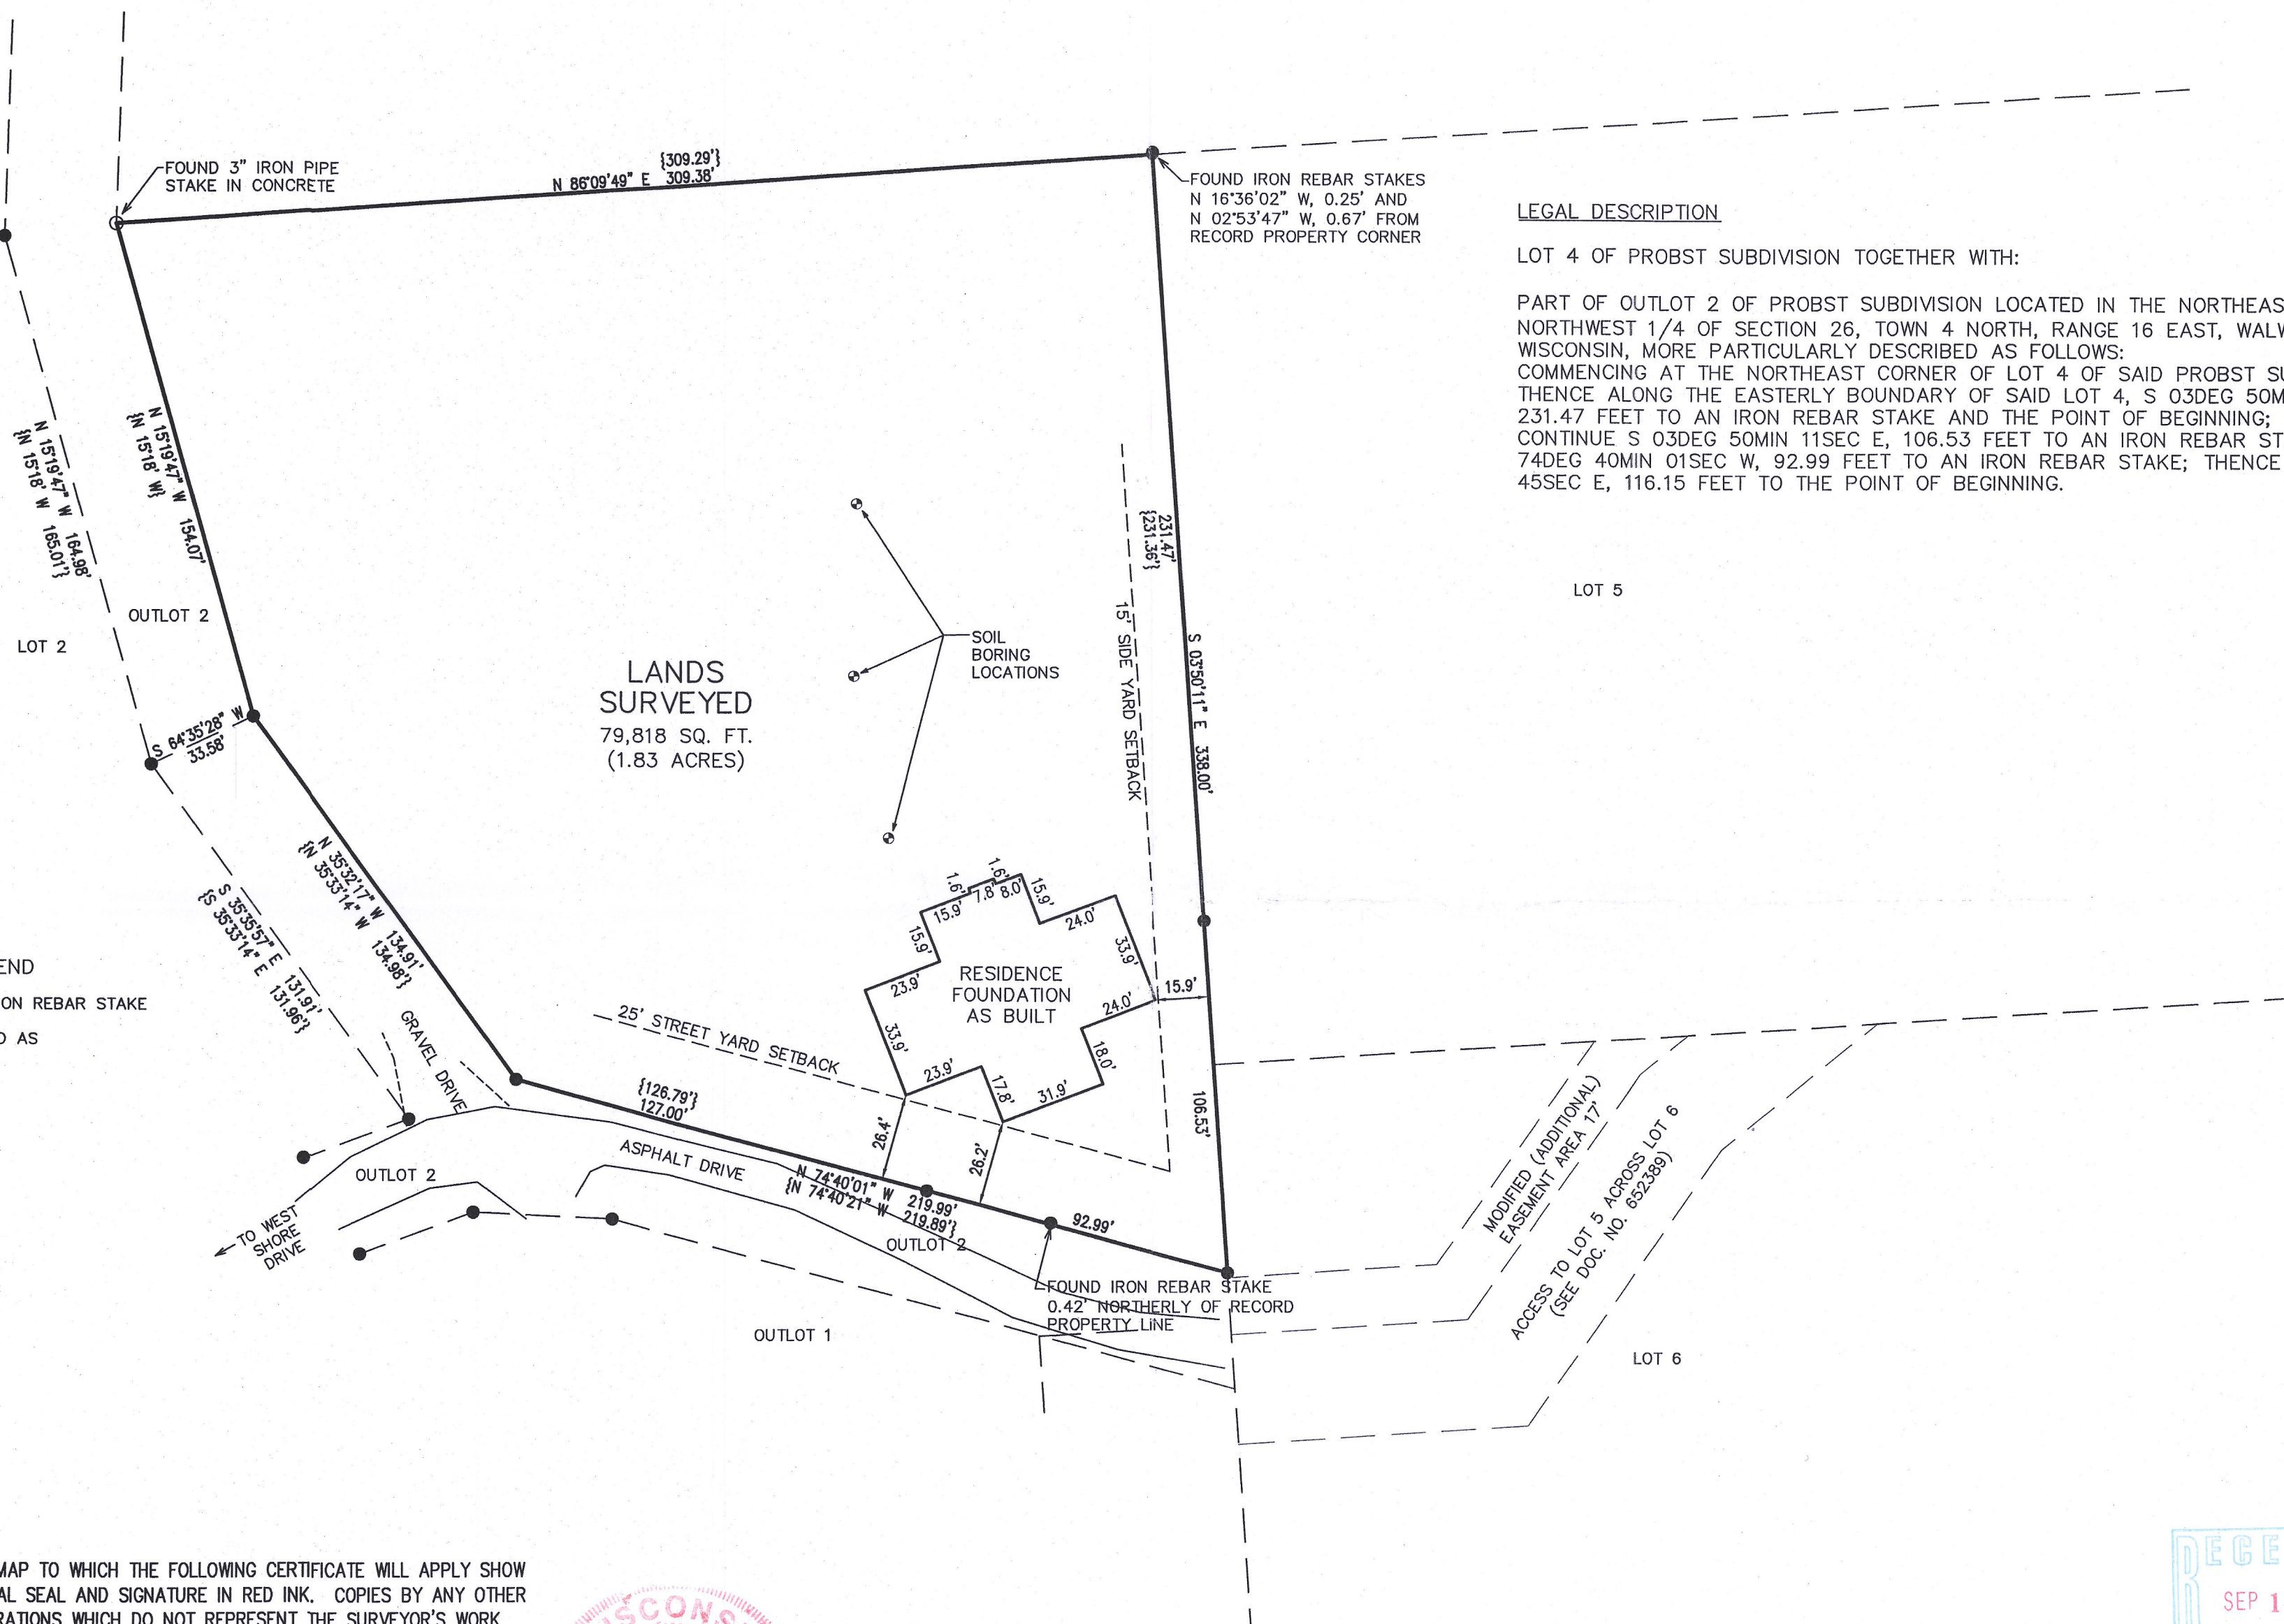 FOUND 3" IRON PIPE
STAKE IN CONCRETE
{309.29'}
N 86°09'49" E 309.38'
FOUND IRON REBAR STAKES
N 16°36'02" W, 0.25' AND
N 02°53'47" W, 0.67' FROM
RECORD PROPERTY CORNER
LEGAL DESCRIPTION
LOT 4 OF PROBST SUBDIVISION TOGETHER WITH:
PART OF OUTLOT 2 OF PROBST SUBDIVISION LOCATED IN THE NORTHEAS
NORTHWEST 1/4 OF SECTION 26, TOWN 4 NORTH, RANGE 16 EAST, WALW
WISCONSIN, MORE PARTICULARLY DESCRIBED AS FOLLOWS:
COMMENCING AT THE NORTHEAST CORNER OF LOT 4 OF SAID PROBST SU
THENCE ALONG THE EASTERLY BOUNDARY OF SAID LOT 4, S 03DEG 50M
231.47 FEET TO AN IRON REBAR STAKE AND THE POINT OF BEGINNING;
CONTINUE S 03DEG 50MIN 11SEC E, 106.53 FEET TO AN IRON REBAR ST
74DEG 40MIN 01SEC W, 92.99 FEET TO AN IRON REBAR STAKE; THENCE
45SEC E, 116.15 FEET TO THE POINT OF BEGINNING.
N 15°19'47" W 154.07'
{N 15°18' W}
N 15°19'47" W 164.98'
{N 15°18' W 165.01'}
231.47'
{231.36'}
LOT 5
OUTLOT 2
LOT 2
SOIL
BORING
LOCATIONS
15' SIDE YARD SETBACK
S 03°50'11" E 338.00'
LANDS
SURVEYED
79,818 SQ. FT.
(1.83 ACRES)
S 64°35'28" W
33.58'
N 35°32'17" W 134.91'
{N 35°33'14" W 134.98'}
S 35°35'57" E 131.91'
{S 35°33'14" E 131.96'}
1.6'
1.6'
15.9'
7.8'
8.0'
15.9'
24.0'
15.9'
33.9'
23.9'
RESIDENCE
FOUNDATION
AS BUILT
15.9'
24.0'
33.9'
18.0'
23.9'
17.8'
31.9'
END
ON REBAR STAKE
D AS
GRAVEL DRIVE
25' STREET YARD SETBACK
{126.79'}
127.00'
26.4'
26.2'
106.53'
ASPHALT DRIVE
OUTLOT 2
N 74°40'01" W 219.99'
{N 74°40'21" W 219.89'}
92.99'
OUTLOT 2
TO WEST
SHORE
DRIVE
MODIFIED (ADDITIONAL)
EASEMENT AREA 17'
ACCESS TO LOT 5 ACROSS LOT 6
(SEE DOC. NO. 652389)
FOUND IRON REBAR STAKE
0.42' NORTHERLY OF RECORD
PROPERTY LINE
OUTLOT 1
LOT 6
MAP TO WHICH THE FOLLOWING CERTIFICATE WILL APPLY SHOW
AL SEAL AND SIGNATURE IN RED INK. COPIES BY ANY OTHER
RATIONS WHICH DO NOT REPRESENT THE SURVEYOR'S WORK
ISCONS
RECE
SEP 1